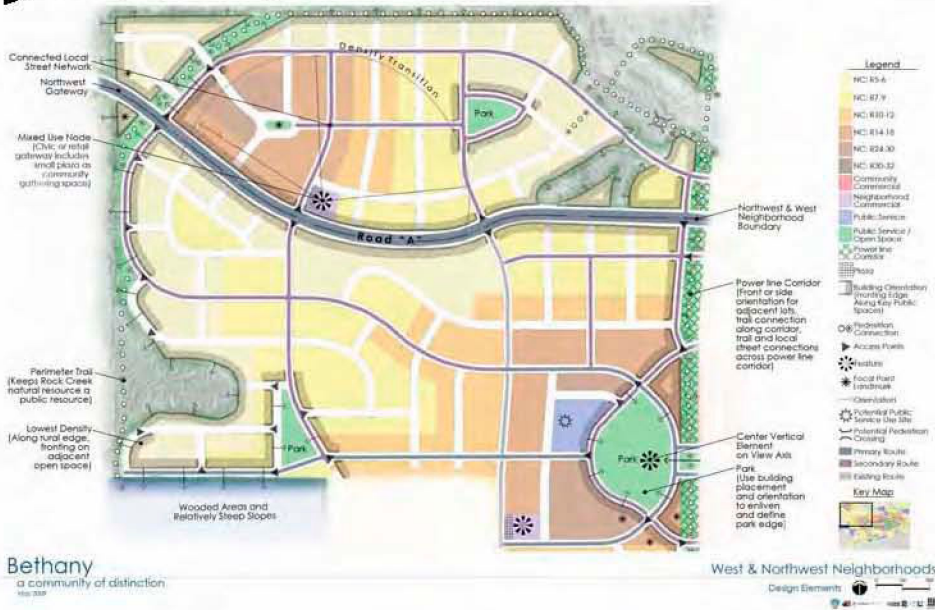 Connected Local
Street Network
Northwest
Gateway
Mixed Use Node
(Civic or retail
gateway includes
small plaza as
community
gathering space)
Perimeter Trail
(Keeps Rock Creek
natural resource a
public resource)
Lowest Density
(Along rural edge,
fronting on
adjacent
open space)
Density Transition
Park
Road "A"
Park
Park
Wooded Areas and
Relatively Steep Slopes
Northwest & West
Neighborhood
Boundary
Power line Corridor
(Front or side
orientation for
adjacent lots,
trail connection
along corridor,
trail and local
street connections
across power line
corridor)
Center Vertical
Element
on View Axis
Park
(Use building
placement
and orientation
to enliven
and define
park edge)
Legend
NC: R5-6
NC: R7-9
NC: R10-12
NC: R14-18
NC: R24-30
NC: R30-32
Community
Commercial
Neighborhood
Commercial
Public Service
Public Service /
Open Space
Power line
Corridor
Plaza
Building Orientation
(Fronting Edge
Along Key Public
Spaces)
Pedestrian
Connection
Access Points
Feature
Focal Point
Landmark
Orientation
Potential Public
Service Use Site
Potential Pedestrian
Crossing
Primary Route
Secondary Route
Existing Route
Key Map
Bethany
a community of distinction
West & Northwest Neighborhoods
Design Elements